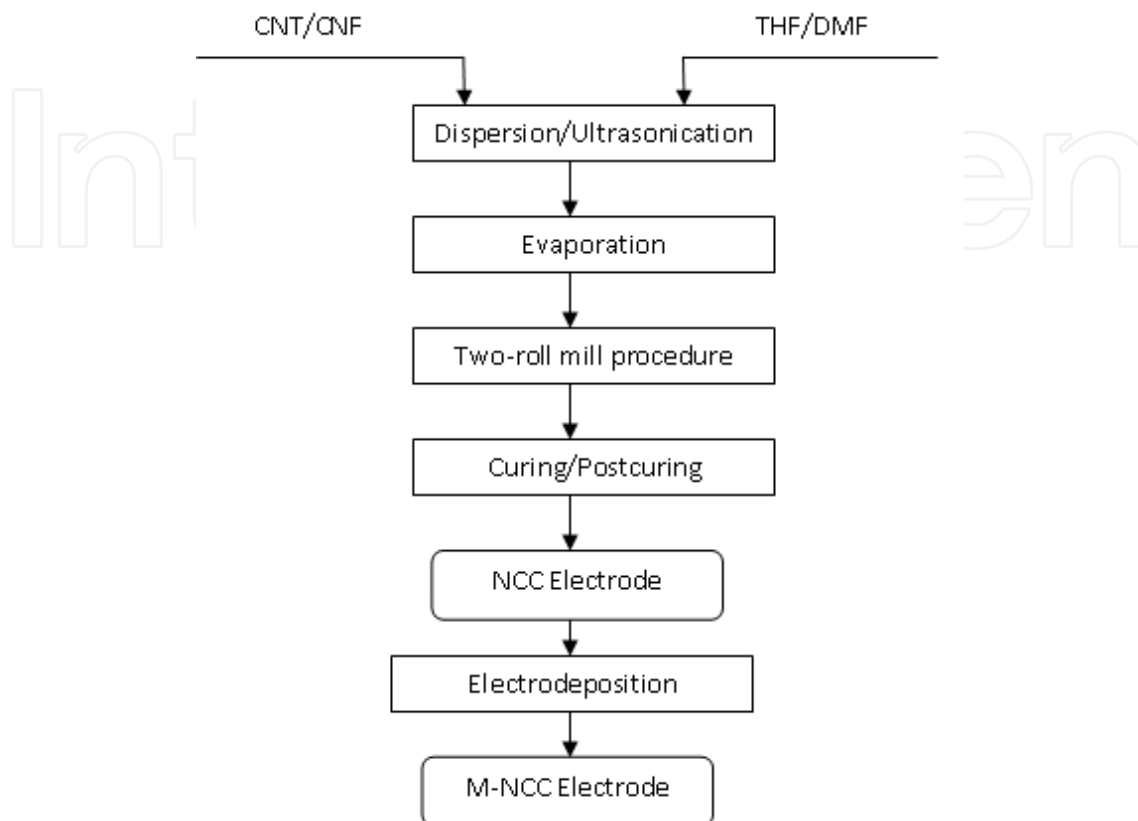 CNT/CNF
THF/DMF
Dispersion/Ultrasonication
Evaporation
Two-roll mill procedure
Curing/Postcuring
NCC Electrode
Electrodeposition
M-NCC Electrode